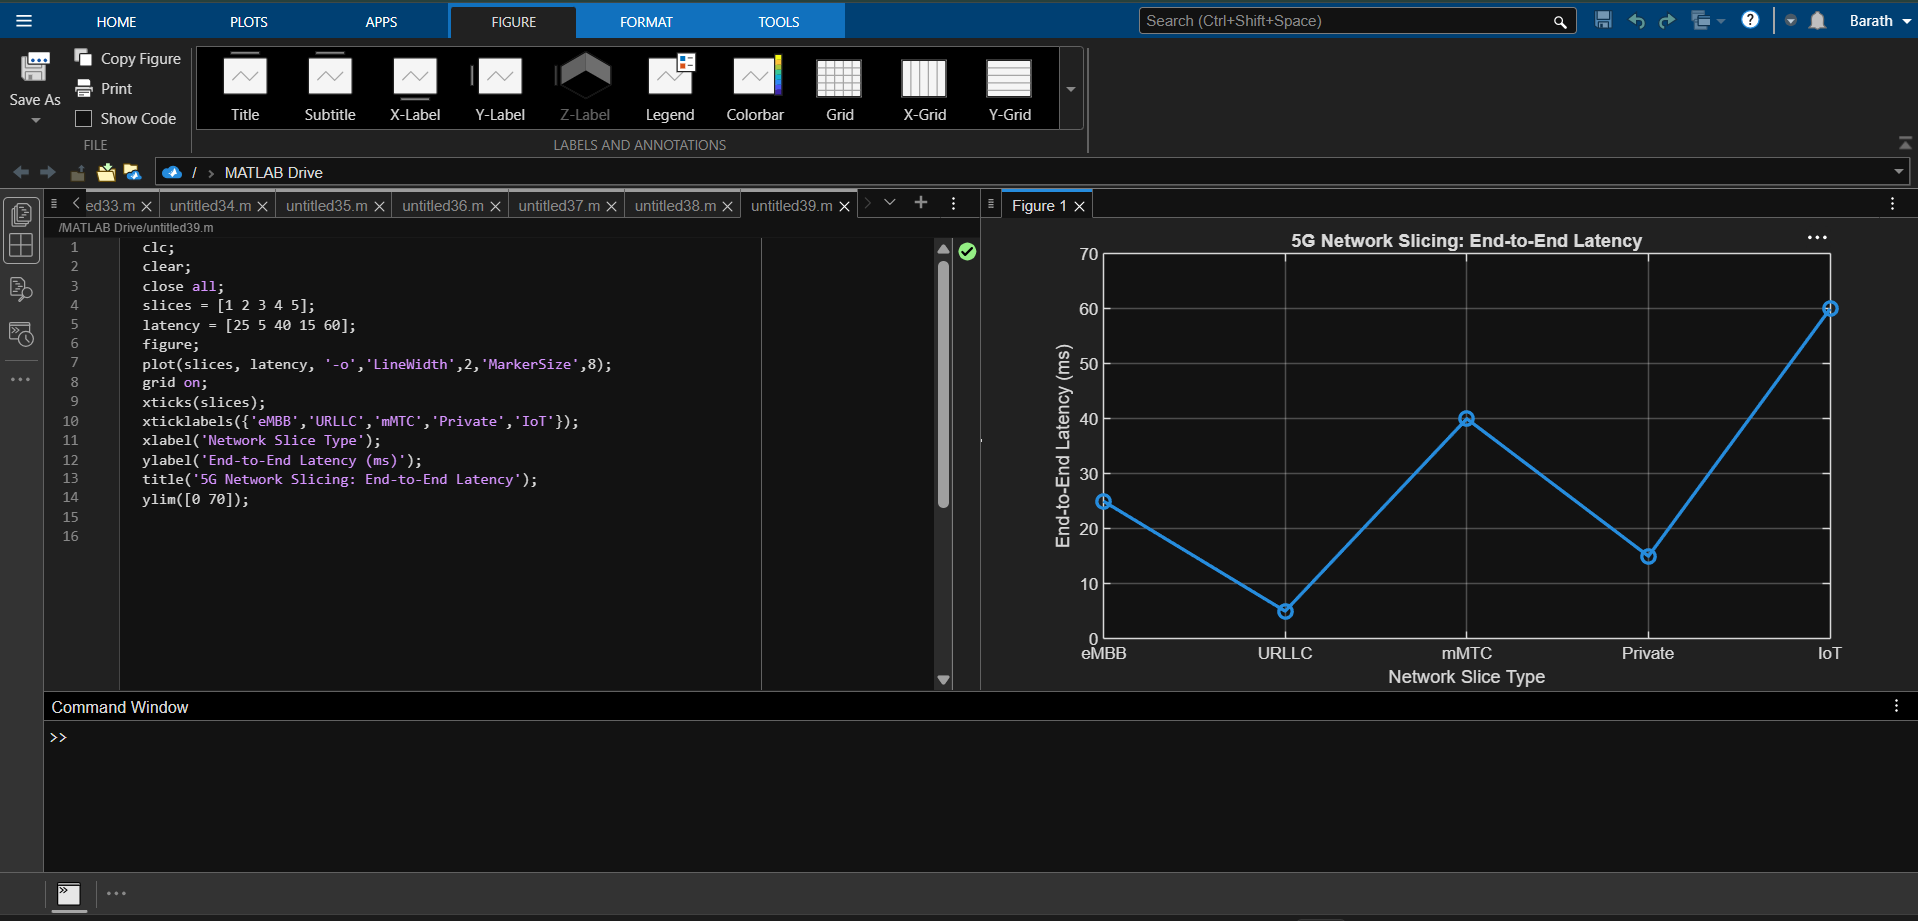 HOME PLOTS APPS FIGURE FORMAT TOOLS Search (Ctrl+Shift+Space) Barath
Save As
Copy Figure
Print
Show Code
FILE
Title Subtitle X-Label Y-Label Z-Label Legend Colorbar Grid X-Grid Y-Grid
LABELS AND ANNOTATIONS
/ › MATLAB Drive
ed33.m untitled34.m untitled35.m untitled36.m untitled37.m untitled38.m untitled39.m
/MATLAB Drive/untitled39.m
1 clc;
2 clear;
3 close all;
4 slices = [1 2 3 4 5];
5 latency = [25 5 40 15 60];
6 figure;
7 plot(slices, latency, '-o','LineWidth',2,'MarkerSize',8);
8 grid on;
9 xticks(slices);
10 xticklabels({'eMBB','URLLC','mMTC','Private','IoT'});
11 xlabel('Network Slice Type');
12 ylabel('End-to-End Latency (ms)');
13 title('5G Network Slicing: End-to-End Latency');
14 ylim([0 70]);
15
16
Figure 1
5G Network Slicing: End-to-End Latency
70
60
50
40
30
20
10
0
End-to-End Latency (ms)
eMBB URLLC mMTC Private IoT
Network Slice Type
Command Window
>>